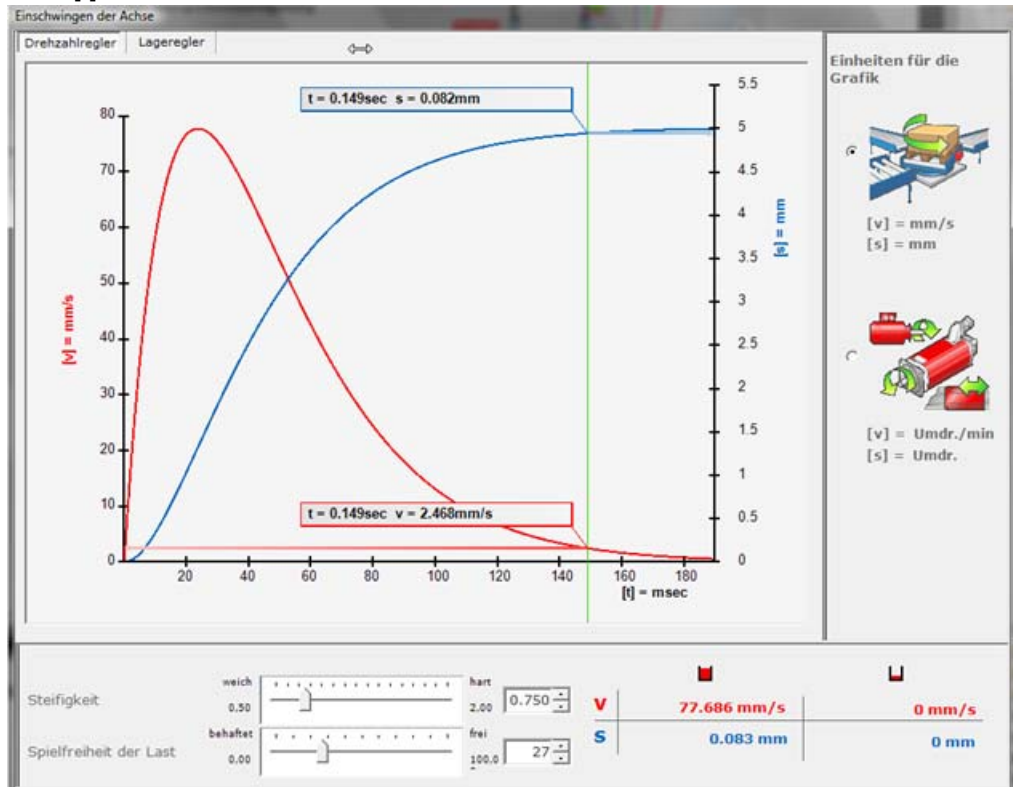 Einschwingen der Achse
Drehzahlregler Lageregler
t = 0.149sec s = 0.082mm
80
70
60
50
40
30
20
10
0
[v] = mm/s
5.5
5
4.5
4
3.5
3
2.5
2
1.5
1
0.5
0
[s] = mm
t = 0.149sec v = 2.468mm/s
20 40 60 80 100 120 140 160 180
[t] = msec
Einheiten für die
Grafik
[v] = mm/s
[s] = mm
[v] = Umdr./min
[s] = Umdr.
Steifigkeit
weich
0.50
hart
2.00
0.750
Spielfreiheit der Last
behaftet
0.00
frei
100.0
27
V 77.686 mm/s 0 mm/s
S 0.083 mm 0 mm